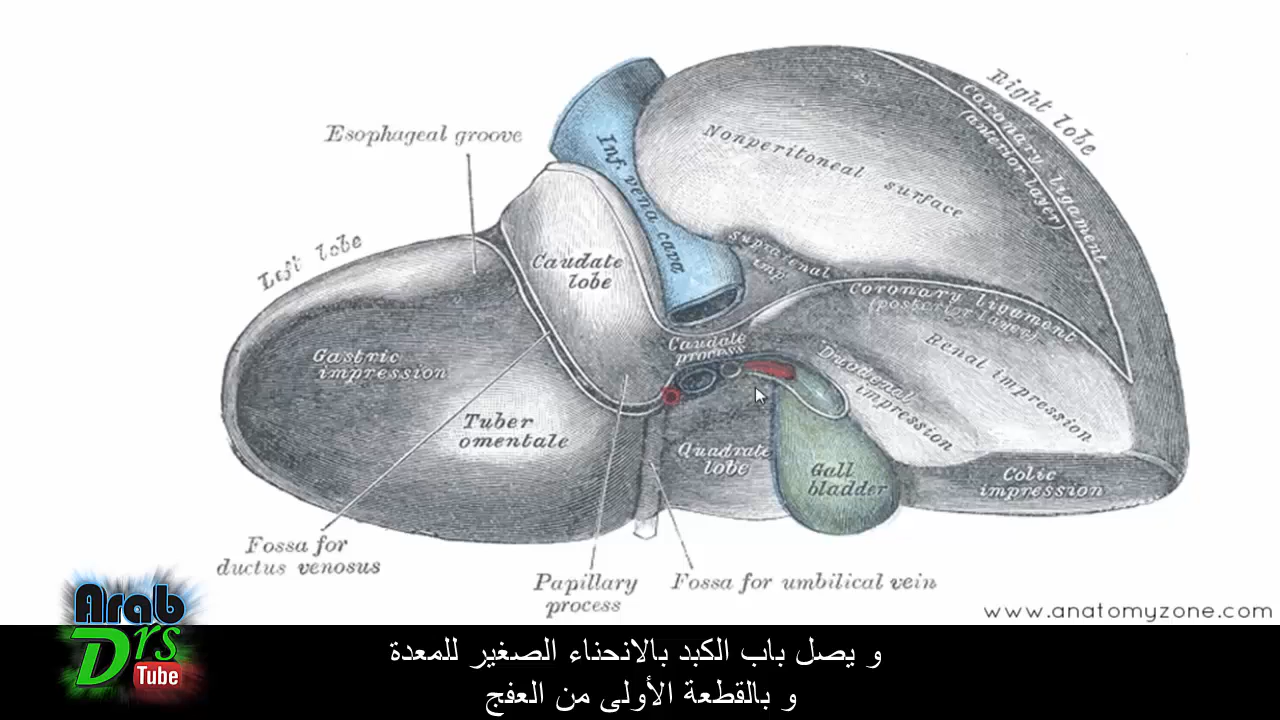 Right lobe
Coronary ligament
(anterior layer)
Esophageal groove
Inf. vena cava
Nonperitoneal surface
Left lobe
suprarenal
imp.
Caudate
lobe
Coronary ligament
(posterior layer)
Caudate
process
Gastric
impression
Duodenal
impression
Renal impression
Tuber
omentale
Quadrate
lobe
Gall
bladder
Colic
impression
Fossa for
ductus venosus
Papillary
process
Fossa for umbilical vein
www.anatomyzone.com
Arab
Drs
Tube
و يصل باب الكبد بالانحناء الصغير للمعدة
و بالقطعة الأولى من العفج